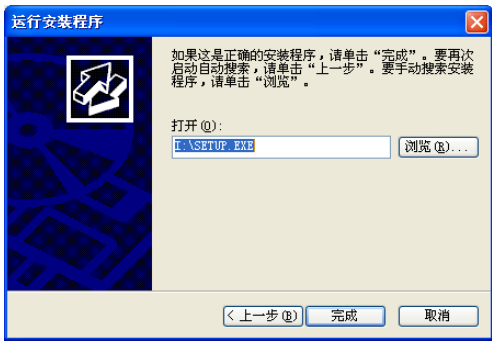 运行安装程序
如果这是正确的安装程序，请单击“完成”。要再次
启动自动搜索，请单击“上一步”。要手动搜索安装
程序，请单击“浏览”。
打开(O):
I:\SETUP.EXE
浏览(R)...
<上一步(B)
完成
取消